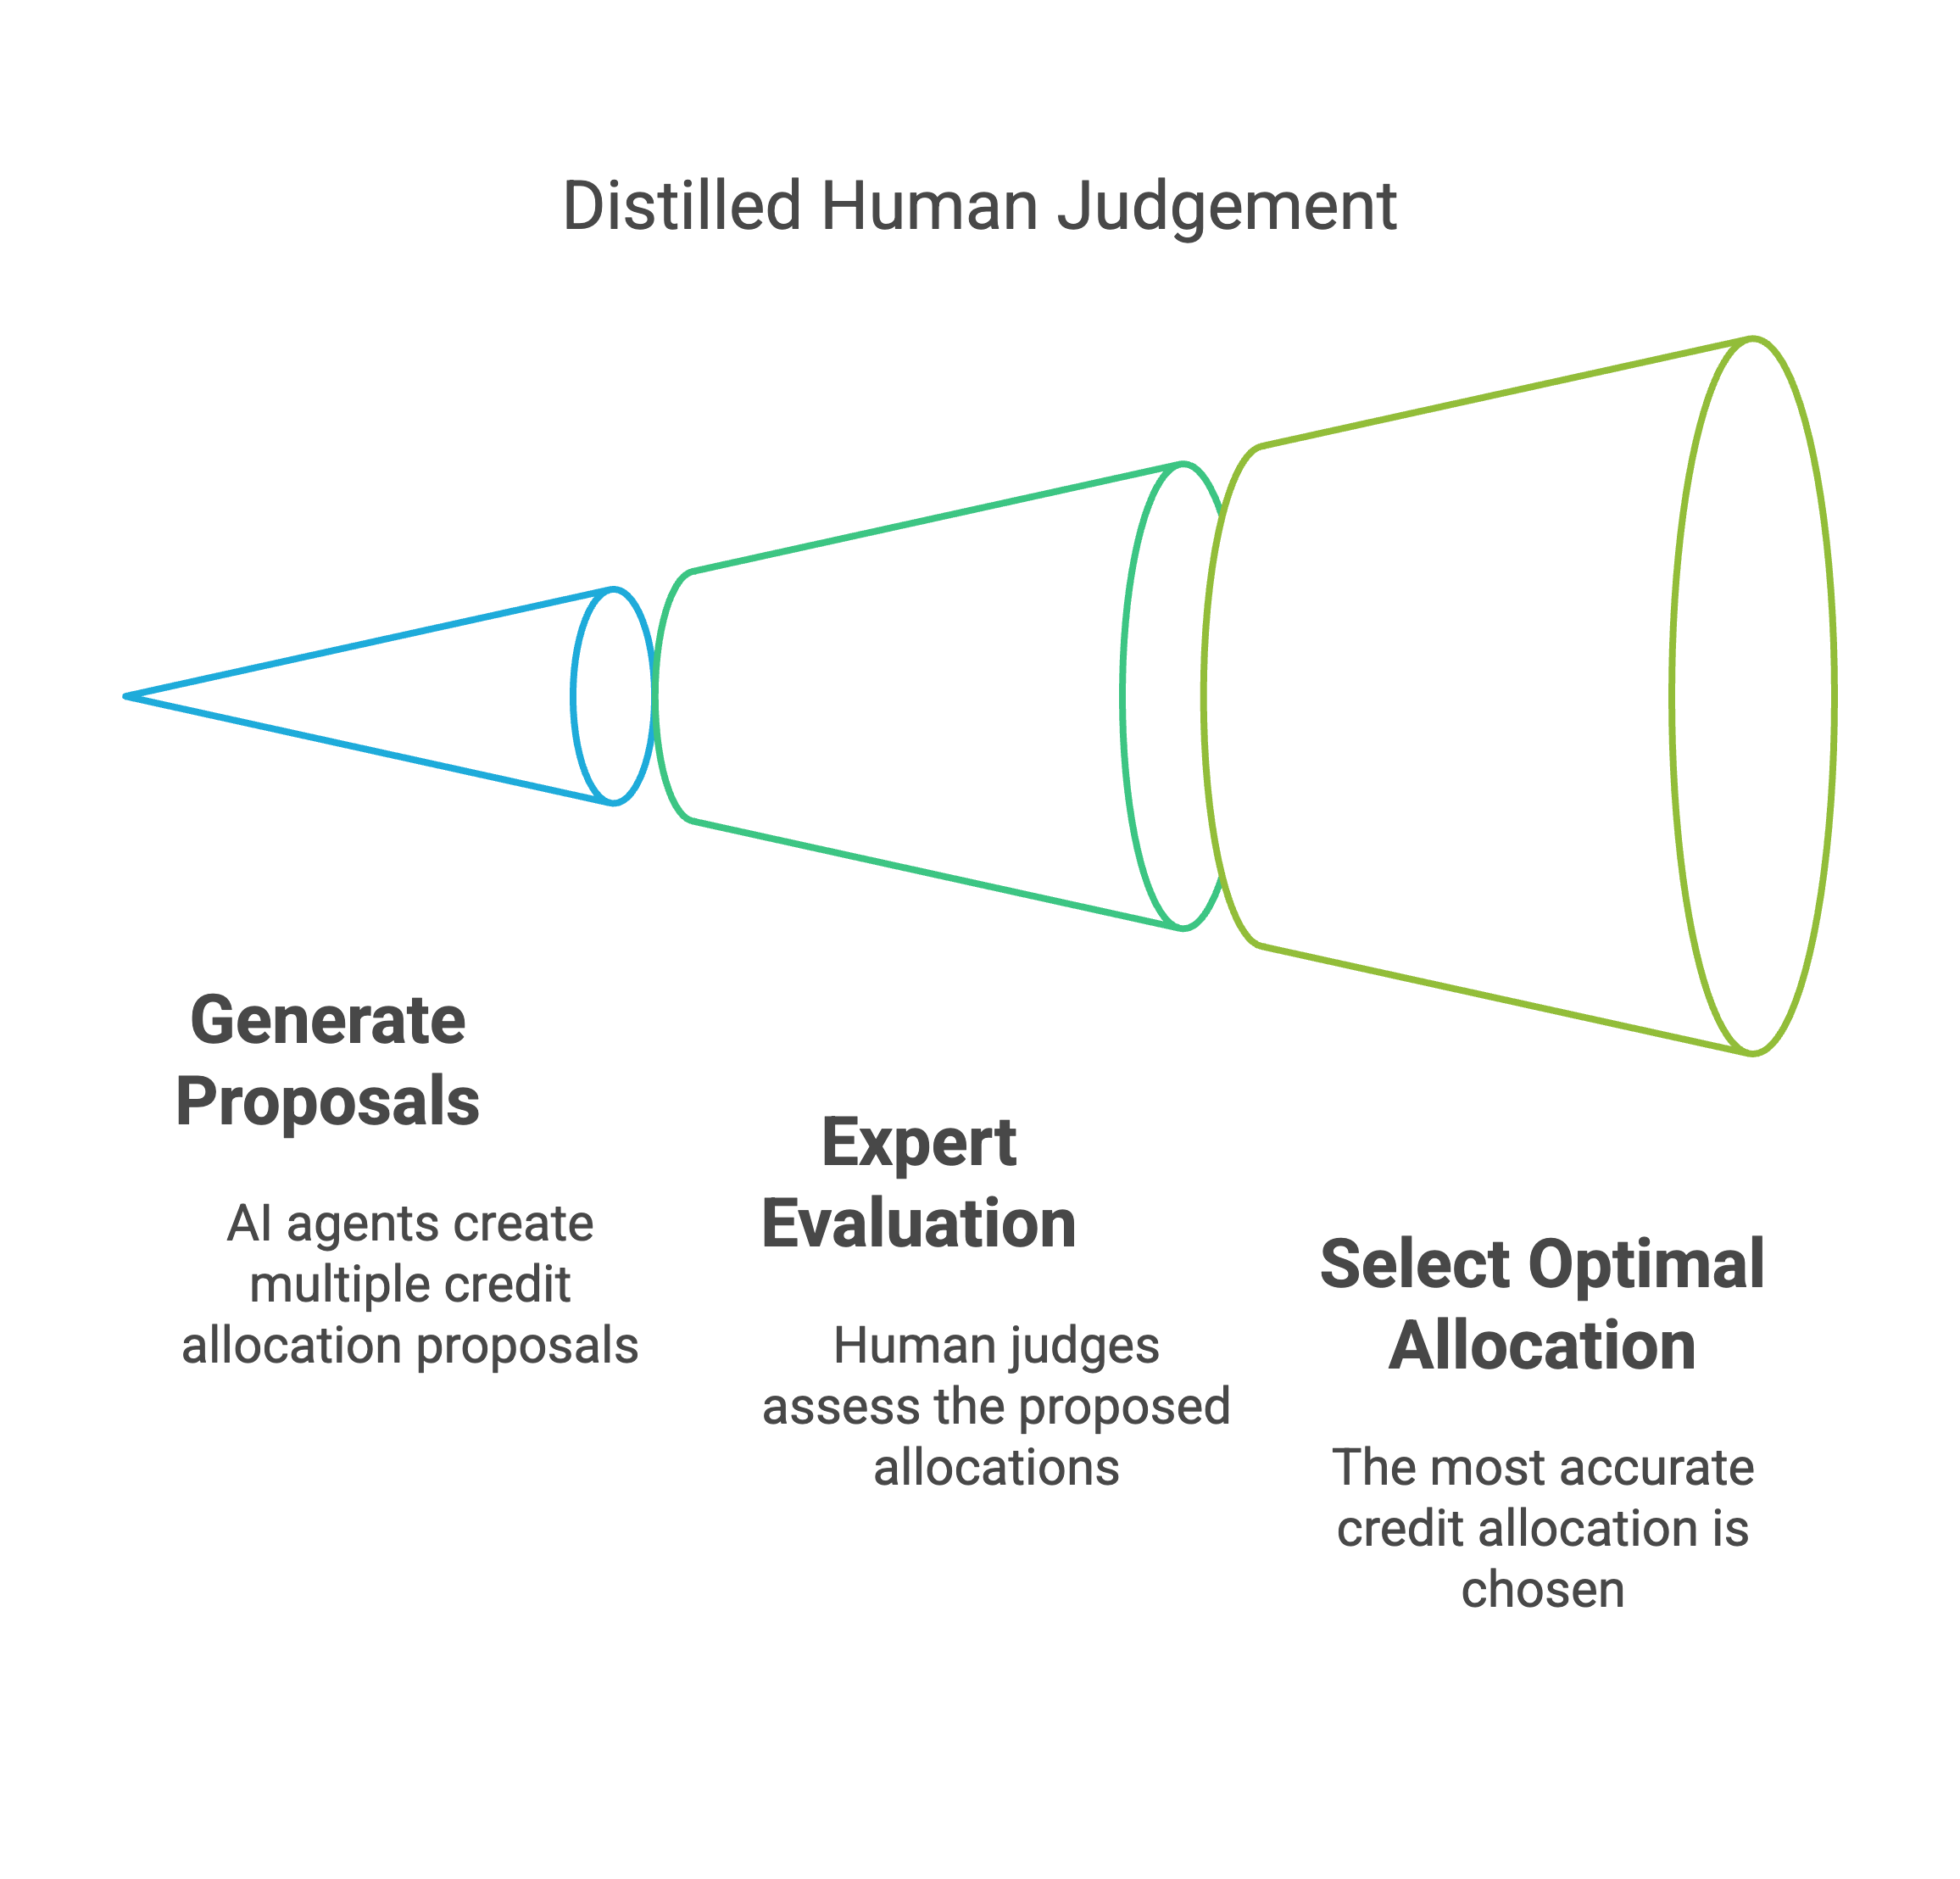 Distilled Human Judgement
Generate
Proposals
AI agents create
multiple credit
allocation proposals
Expert
Evaluation
Human judges
assess the proposed
allocations
Select Optimal
Allocation
The most accurate
credit allocation is
chosen